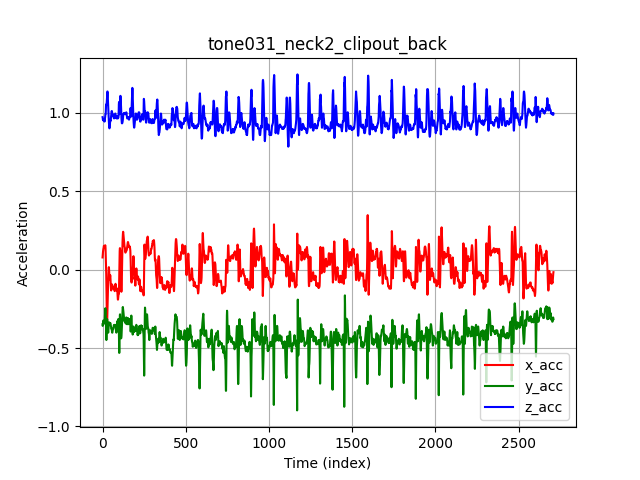 tone031_neck2_clipout_back
Acceleration
1.0
0.5
0.0
−0.5
−1.0
x_acc
y_acc
z_acc
0 500 1000 1500 2000 2500
Time (index)